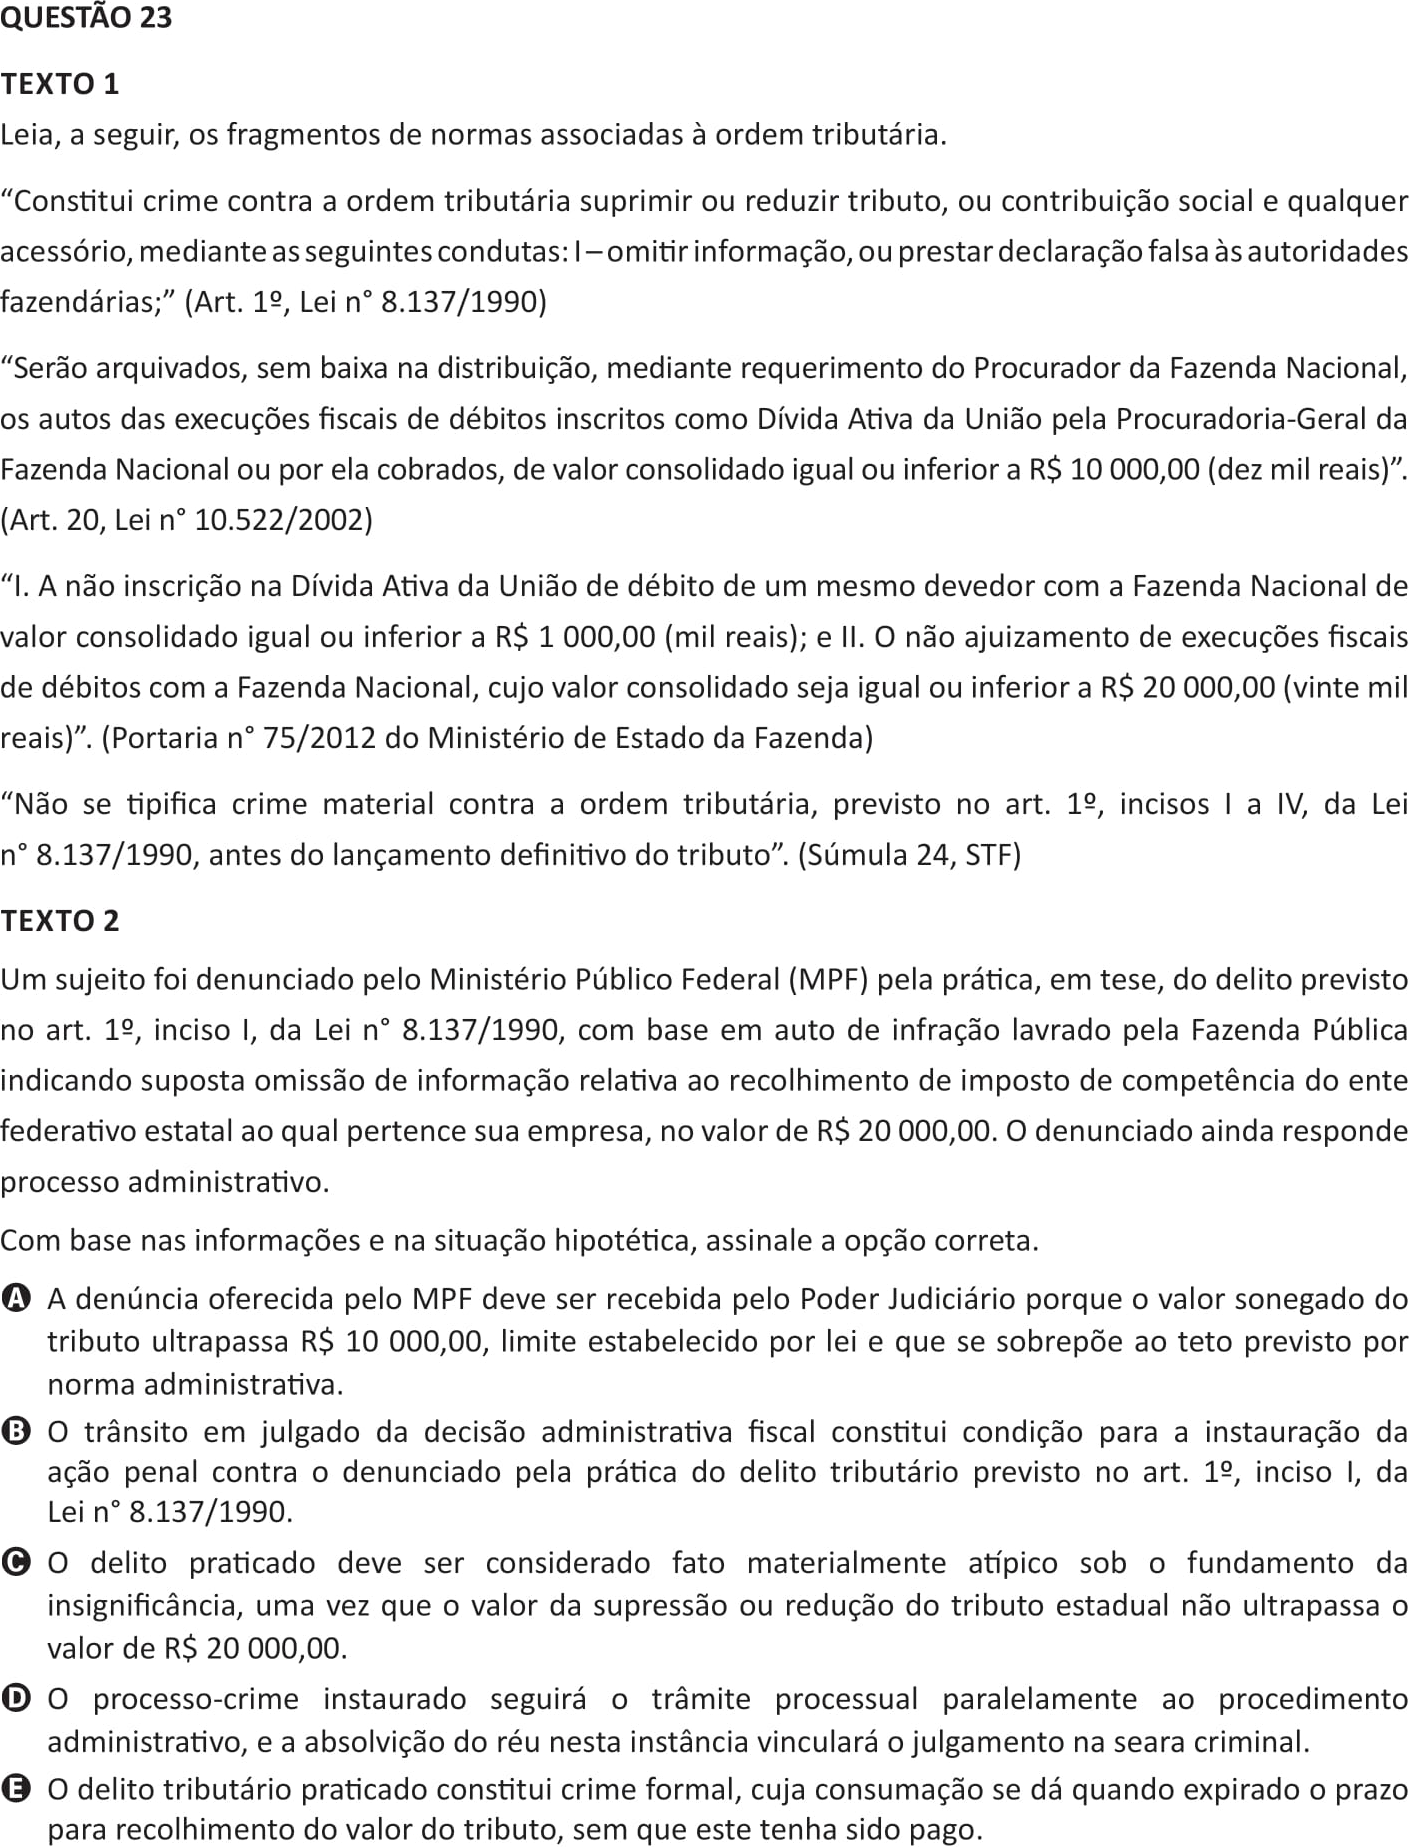 QUESTÃO 23
TEXTO 1
Leia, a seguir, os fragmentos de normas associadas à ordem tributária.
“Constitui crime contra a ordem tributária suprimir ou reduzir tributo, ou contribuição social e qualquer
acessório, mediante as seguintes condutas: I – omitir informação, ou prestar declaração falsa às autoridades
fazendárias;” (Art. 1º, Lei n° 8.137/1990)
“Serão arquivados, sem baixa na distribuição, mediante requerimento do Procurador da Fazenda Nacional,
os autos das execuções fiscais de débitos inscritos como Dívida Ativa da União pela Procuradoria-Geral da
Fazenda Nacional ou por ela cobrados, de valor consolidado igual ou inferior a R$ 10 000,00 (dez mil reais)”.
(Art. 20, Lei n° 10.522/2002)
“I. A não inscrição na Dívida Ativa da União de débito de um mesmo devedor com a Fazenda Nacional de
valor consolidado igual ou inferior a R$ 1 000,00 (mil reais); e II. O não ajuizamento de execuções fiscais
de débitos com a Fazenda Nacional, cujo valor consolidado seja igual ou inferior a R$ 20 000,00 (vinte mil
reais)”. (Portaria n° 75/2012 do Ministério de Estado da Fazenda)
“Não se tipifica crime material contra a ordem tributária, previsto no art. 1º, incisos I a IV, da Lei
n° 8.137/1990, antes do lançamento definitivo do tributo”. (Súmula 24, STF)
TEXTO 2
Um sujeito foi denunciado pelo Ministério Público Federal (MPF) pela prática, em tese, do delito previsto
no art. 1º, inciso I, da Lei n° 8.137/1990, com base em auto de infração lavrado pela Fazenda Pública
indicando suposta omissão de informação relativa ao recolhimento de imposto de competência do ente
federativo estatal ao qual pertence sua empresa, no valor de R$ 20 000,00. O denunciado ainda responde
processo administrativo.
Com base nas informações e na situação hipotética, assinale a opção correta.
A A denúncia oferecida pelo MPF deve ser recebida pelo Poder Judiciário porque o valor sonegado do
tributo ultrapassa R$ 10 000,00, limite estabelecido por lei e que se sobrepõe ao teto previsto por
norma administrativa.
B O trânsito em julgado da decisão administrativa fiscal constitui condição para a instauração da
ação penal contra o denunciado pela prática do delito tributário previsto no art. 1º, inciso I, da
Lei n° 8.137/1990.
C O delito praticado deve ser considerado fato materialmente atípico sob o fundamento da
insignificância, uma vez que o valor da supressão ou redução do tributo estadual não ultrapassa o
valor de R$ 20 000,00.
D O processo-crime instaurado seguirá o trâmite processual paralelamente ao procedimento
administrativo, e a absolvição do réu nesta instância vinculará o julgamento na seara criminal.
E O delito tributário praticado constitui crime formal, cuja consumação se dá quando expirado o prazo
para recolhimento do valor do tributo, sem que este tenha sido pago.